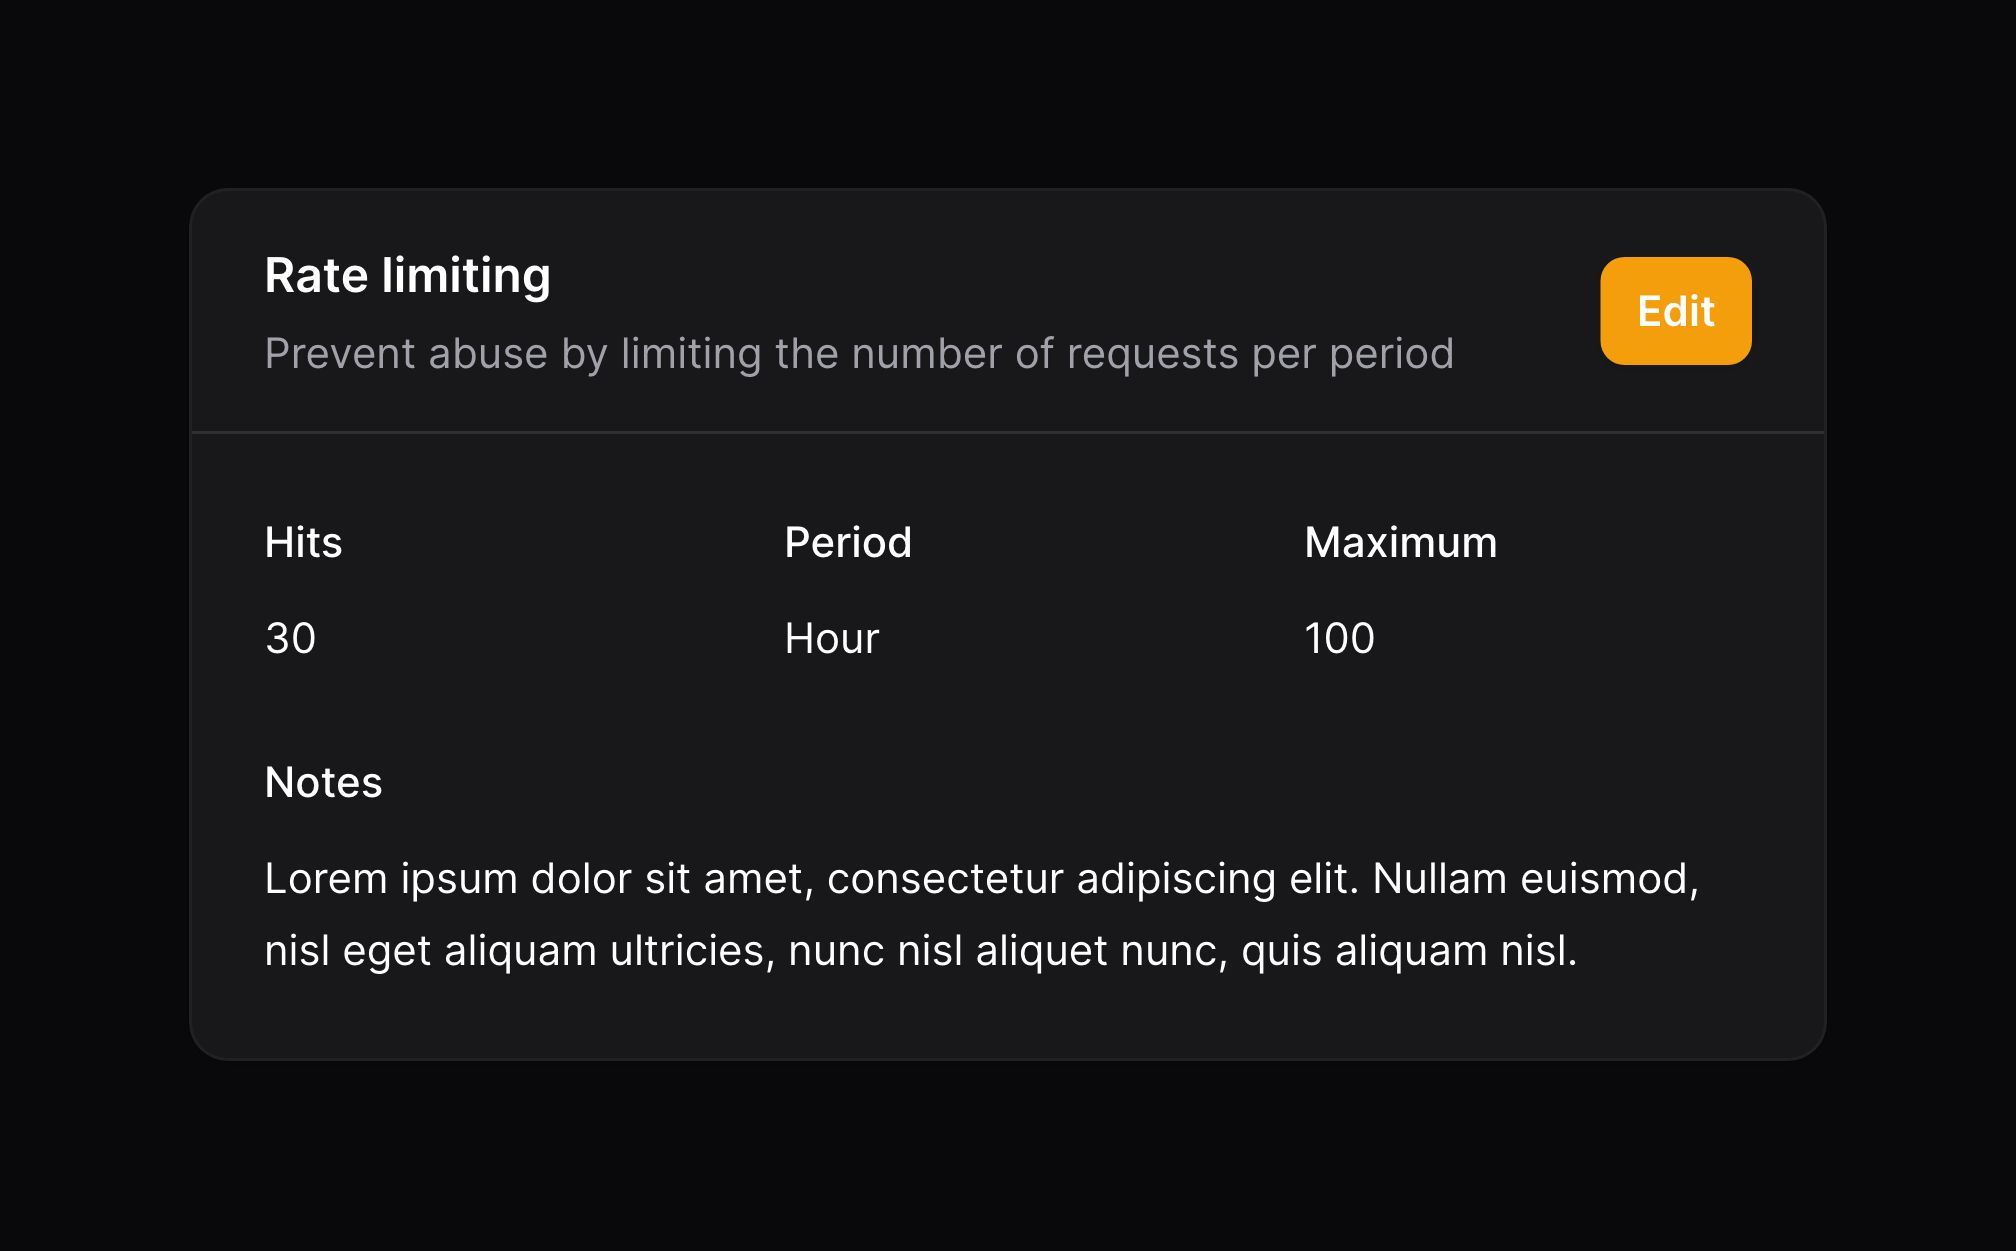 Rate limiting
Prevent abuse by limiting the number of requests per period
Edit
Hits
Period
Maximum
30
Hour
100
Notes
Lorem ipsum dolor sit amet, consectetur adipiscing elit. Nullam euismod,
nisl eget aliquam ultricies, nunc nisl aliquet nunc, quis aliquam nisl.